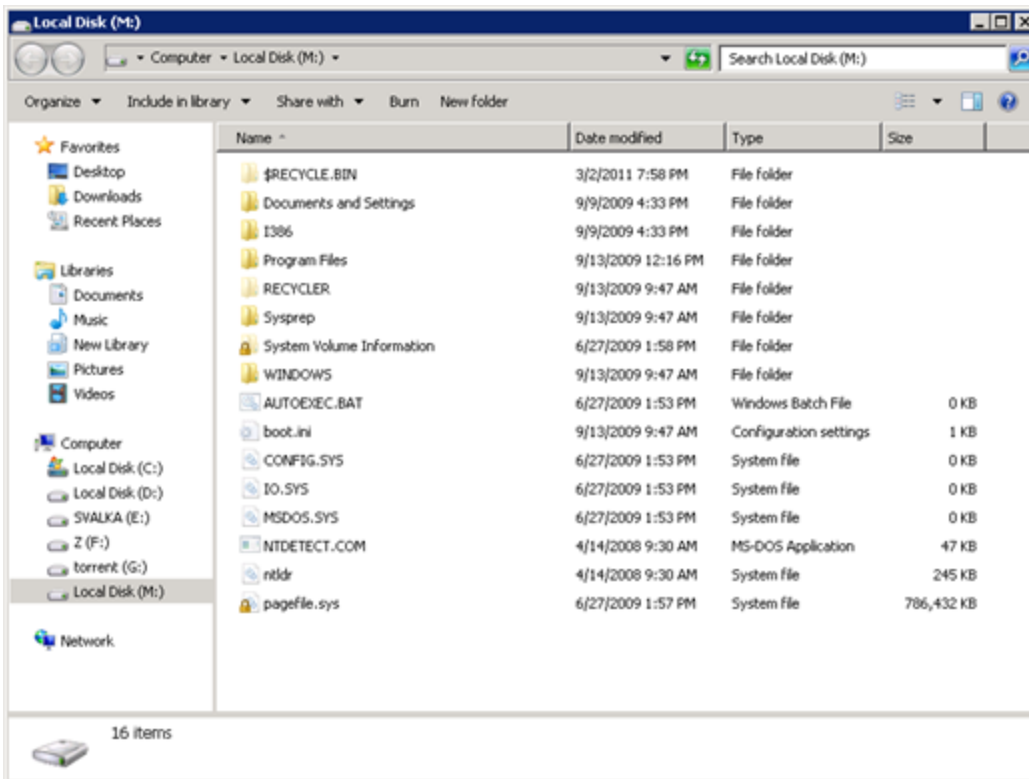 Local Disk (M:)
Computer Local Disk (M:) Search Local Disk (M:)
Organize Include in library Share with Burn New folder
Favorites
Desktop
Downloads
Recent Places
Libraries
Documents
Music
New Library
Pictures
Videos
Computer
Local Disk (C:)
Local Disk (D:)
SVALKA (E:)
Z (F:)
torrent (G:)
Local Disk (M:)
Network
Name Date modified Type Size
$RECYCLE.BIN 3/2/2011 7:58 PM File folder
Documents and Settings 9/9/2009 4:33 PM File folder
I386 9/9/2009 4:33 PM File folder
Program Files 9/13/2009 12:16 PM File folder
RECYCLER 9/13/2009 9:47 AM File folder
Sysprep 9/13/2009 9:47 AM File folder
System Volume Information 6/27/2009 1:58 PM File folder
WINDOWS 9/13/2009 9:47 AM File folder
AUTOEXEC.BAT 6/27/2009 1:53 PM Windows Batch File 0 KB
boot.ini 9/13/2009 9:47 AM Configuration settings 1 KB
CONFIG.SYS 6/27/2009 1:53 PM System file 0 KB
IO.SYS 6/27/2009 1:53 PM System file 0 KB
MSDOS.SYS 6/27/2009 1:53 PM System file 0 KB
NTDETECT.COM 4/14/2008 9:30 AM MS-DOS Application 47 KB
ntldr 4/14/2008 9:30 AM System file 245 KB
pagefile.sys 6/27/2009 1:57 PM System file 786,432 KB
16 items